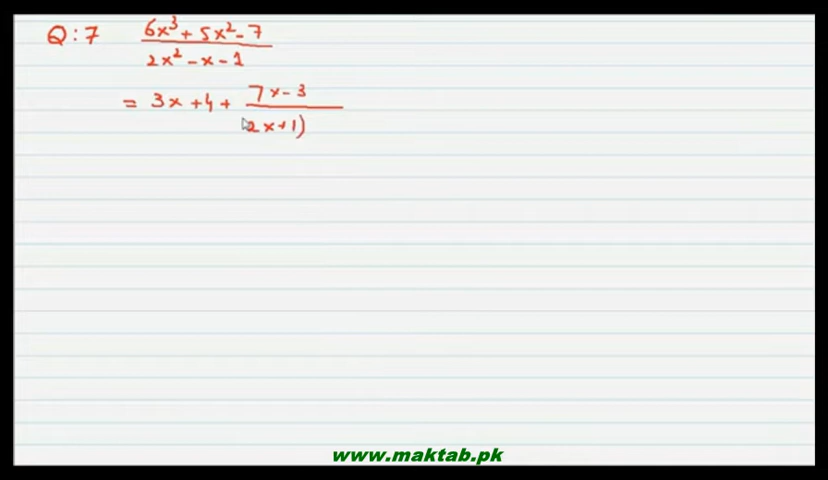 Q:7 6x³ + 5x² - 7
2x² - x - 1
= 3x + 4 + 7x - 3
2x + 1)
www.maktab.pk